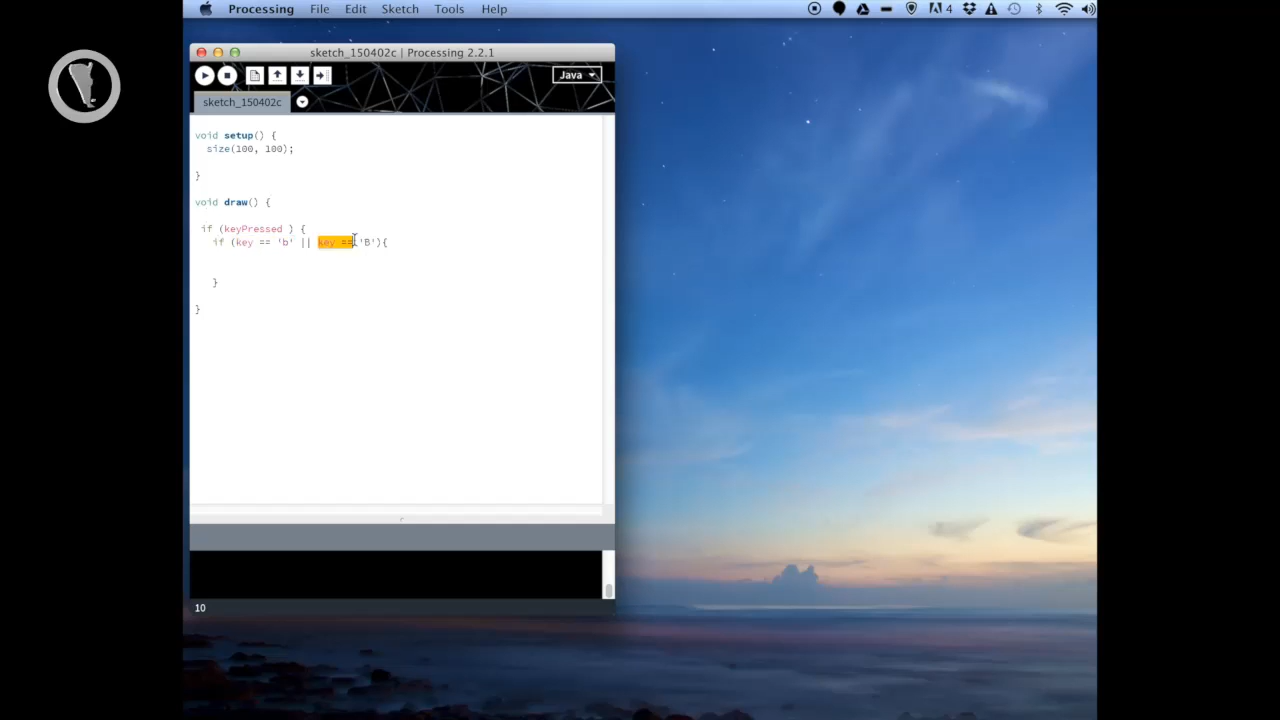 Processing File Edit Sketch Tools Help 4
sketch_150402c | Processing 2.2.1
Java
sketch_150402c
void setup() {
size(100, 100);
}
void draw() {
if (keyPressed ) {
if (key == 'b' || key == 'B'){
}
}
10